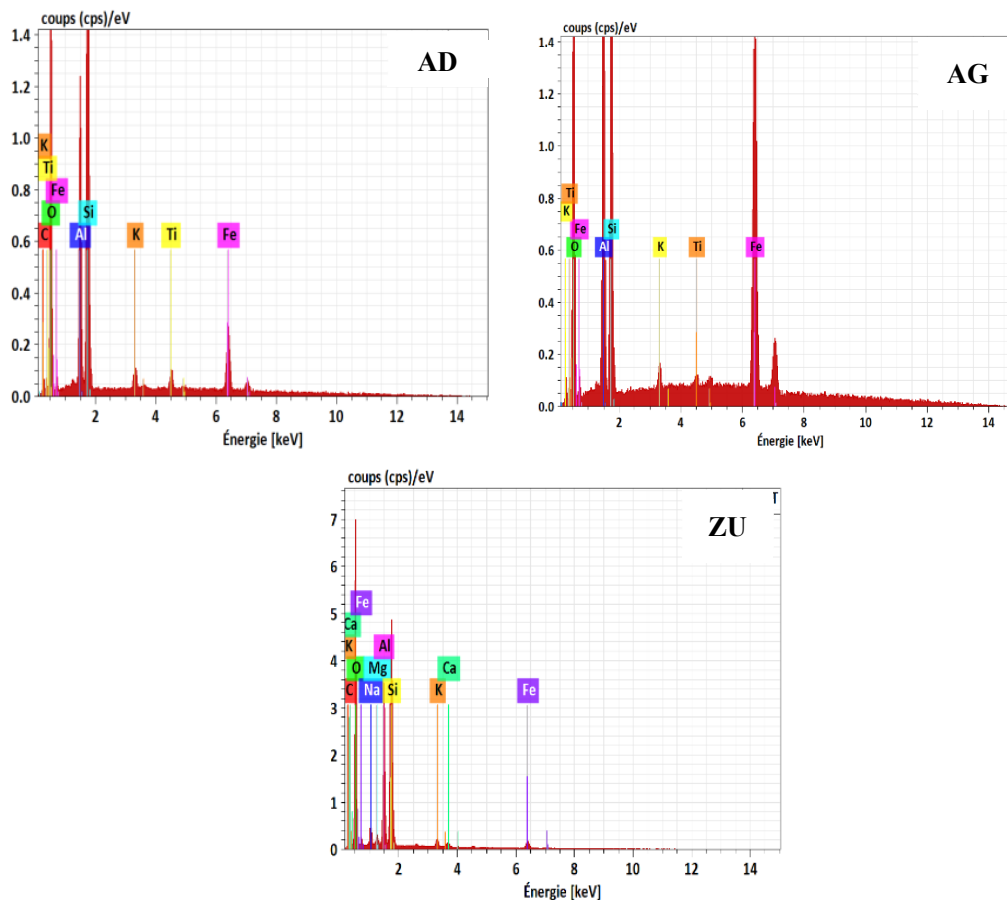 coups (cps)/eV
AD
1.4
1.2
1.0
0.8
0.6
0.4
0.2
0.0
K
Ti
Fe
O
Si
C
Al
K
Ti
Fe
2
4
6
8
10
12
14
Énergie [keV]
coups (cps)/eV
AG
1.4
1.2
1.0
0.8
0.6
0.4
0.2
0.0
Ti
K
Fe
Si
O
Al
K
Ti
Fe
2
4
6
8
10
12
14
Énergie [keV]
coups (cps)/eV
ZU
T
7
6
5
4
3
2
1
0
Fe
Ca
K
Al
O
Mg
Ca
C
Na
Si
K
Fe
2
4
6
8
10
12
14
Énergie [keV]